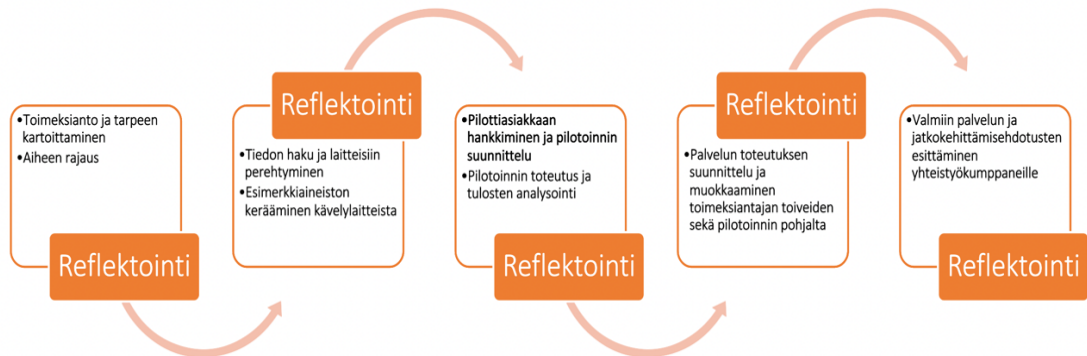 •Toimeksianto ja tarpeen
kartoittaminen
•Aiheen rajaus
Reflektointi
Reflektointi
•Tiedon haku ja laitteisiin
perehtyminen
•Esimerkkiaineiston
kerääminen kävelylaitteista
•Pilottiasiakkaan
hankkiminen ja pilotoinnin
suunnittelu
•Pilotoinnin toteutus ja
tulosten analysointi
Reflektointi
Reflektointi
•Palvelun toteutuksen
suunnittelu ja
muokkaaminen
toimeksiantajan toiveiden
sekä pilotoinnin pohjalta
•Valmiin palvelun ja
jatkokehittämisehdotusten
esittäminen
yhteistyökumppaneille
Reflektointi